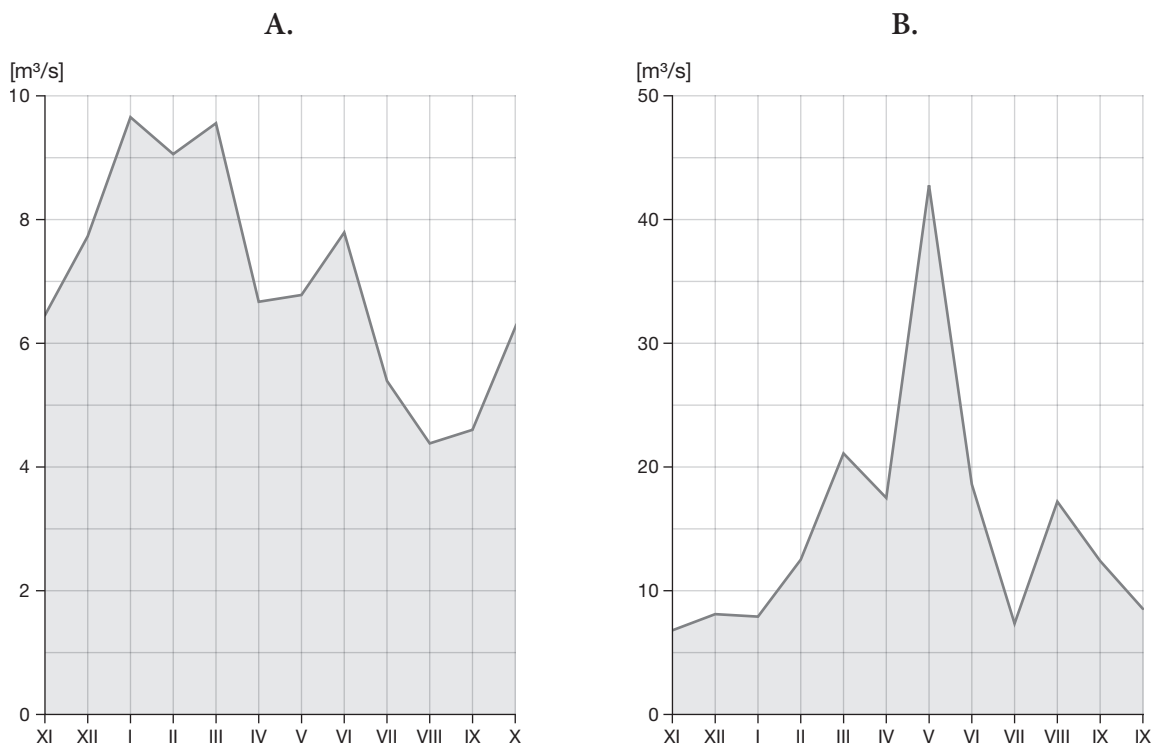 A.
[m³/s]
10
8
6
4
2
0
XI XII I II III IV V VI VII VIII IX X
B.
[m³/s]
50
40
30
20
10
0
XI XII I II III IV V VI VII VIII IX IX